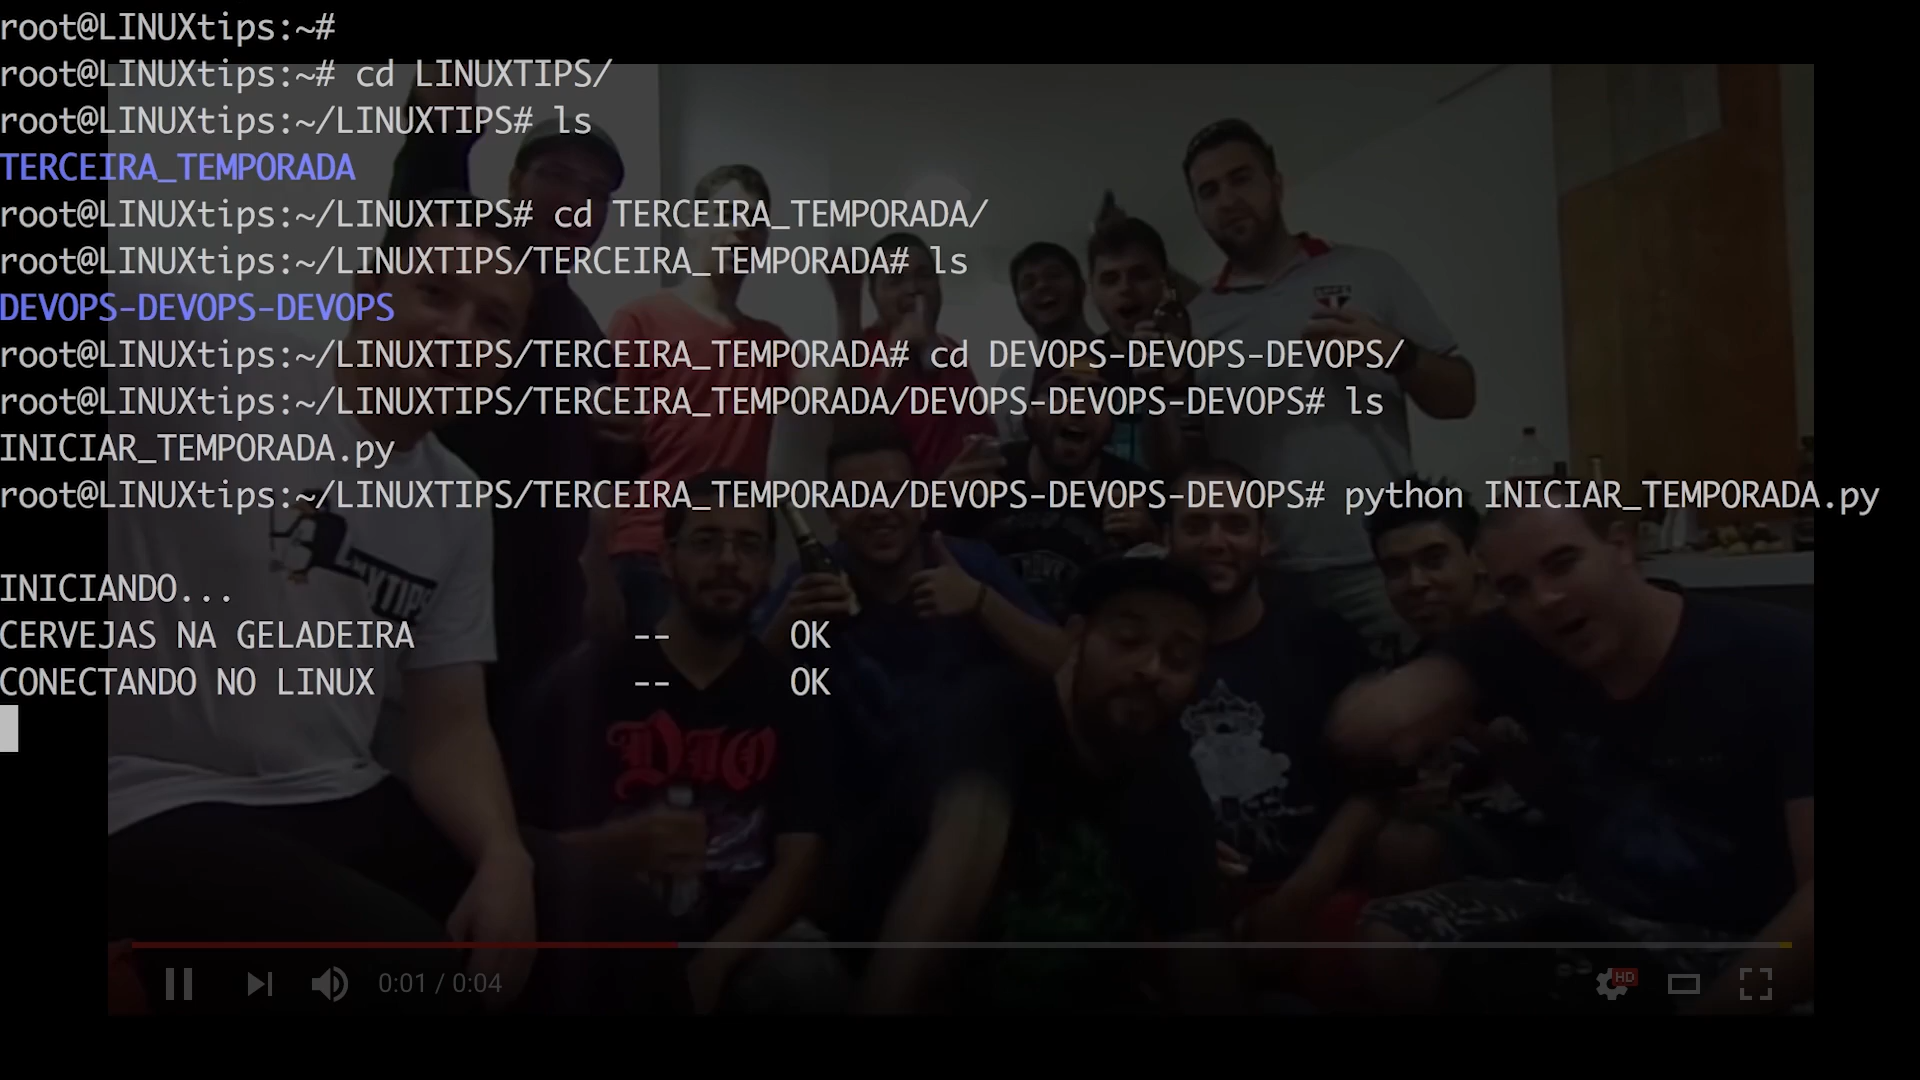 root@LINUXtips:~#
root@LINUXtips:~# cd LINUXTIPS/
root@LINUXtips:~/LINUXTIPS# ls
TERCEIRA_TEMPORADA
root@LINUXtips:~/LINUXTIPS# cd TERCEIRA_TEMPORADA/
root@LINUXtips:~/LINUXTIPS/TERCEIRA_TEMPORADA# ls
DEVOPS-DEVOPS-DEVOPS
root@LINUXtips:~/LINUXTIPS/TERCEIRA_TEMPORADA# cd DEVOPS-DEVOPS-DEVOPS/
root@LINUXtips:~/LINUXTIPS/TERCEIRA_TEMPORADA/DEVOPS-DEVOPS-DEVOPS# ls
INICIAR_TEMPORADA.py
root@LINUXtips:~/LINUXTIPS/TERCEIRA_TEMPORADA/DEVOPS-DEVOPS-DEVOPS# python INICIAR_TEMPORADA.py
INICIANDO...
CERVEJAS NA GELADEIRA -- OK
CONECTANDO NO LINUX -- OK
LINUXTIPS
DIO
0:01 / 0:04
HD